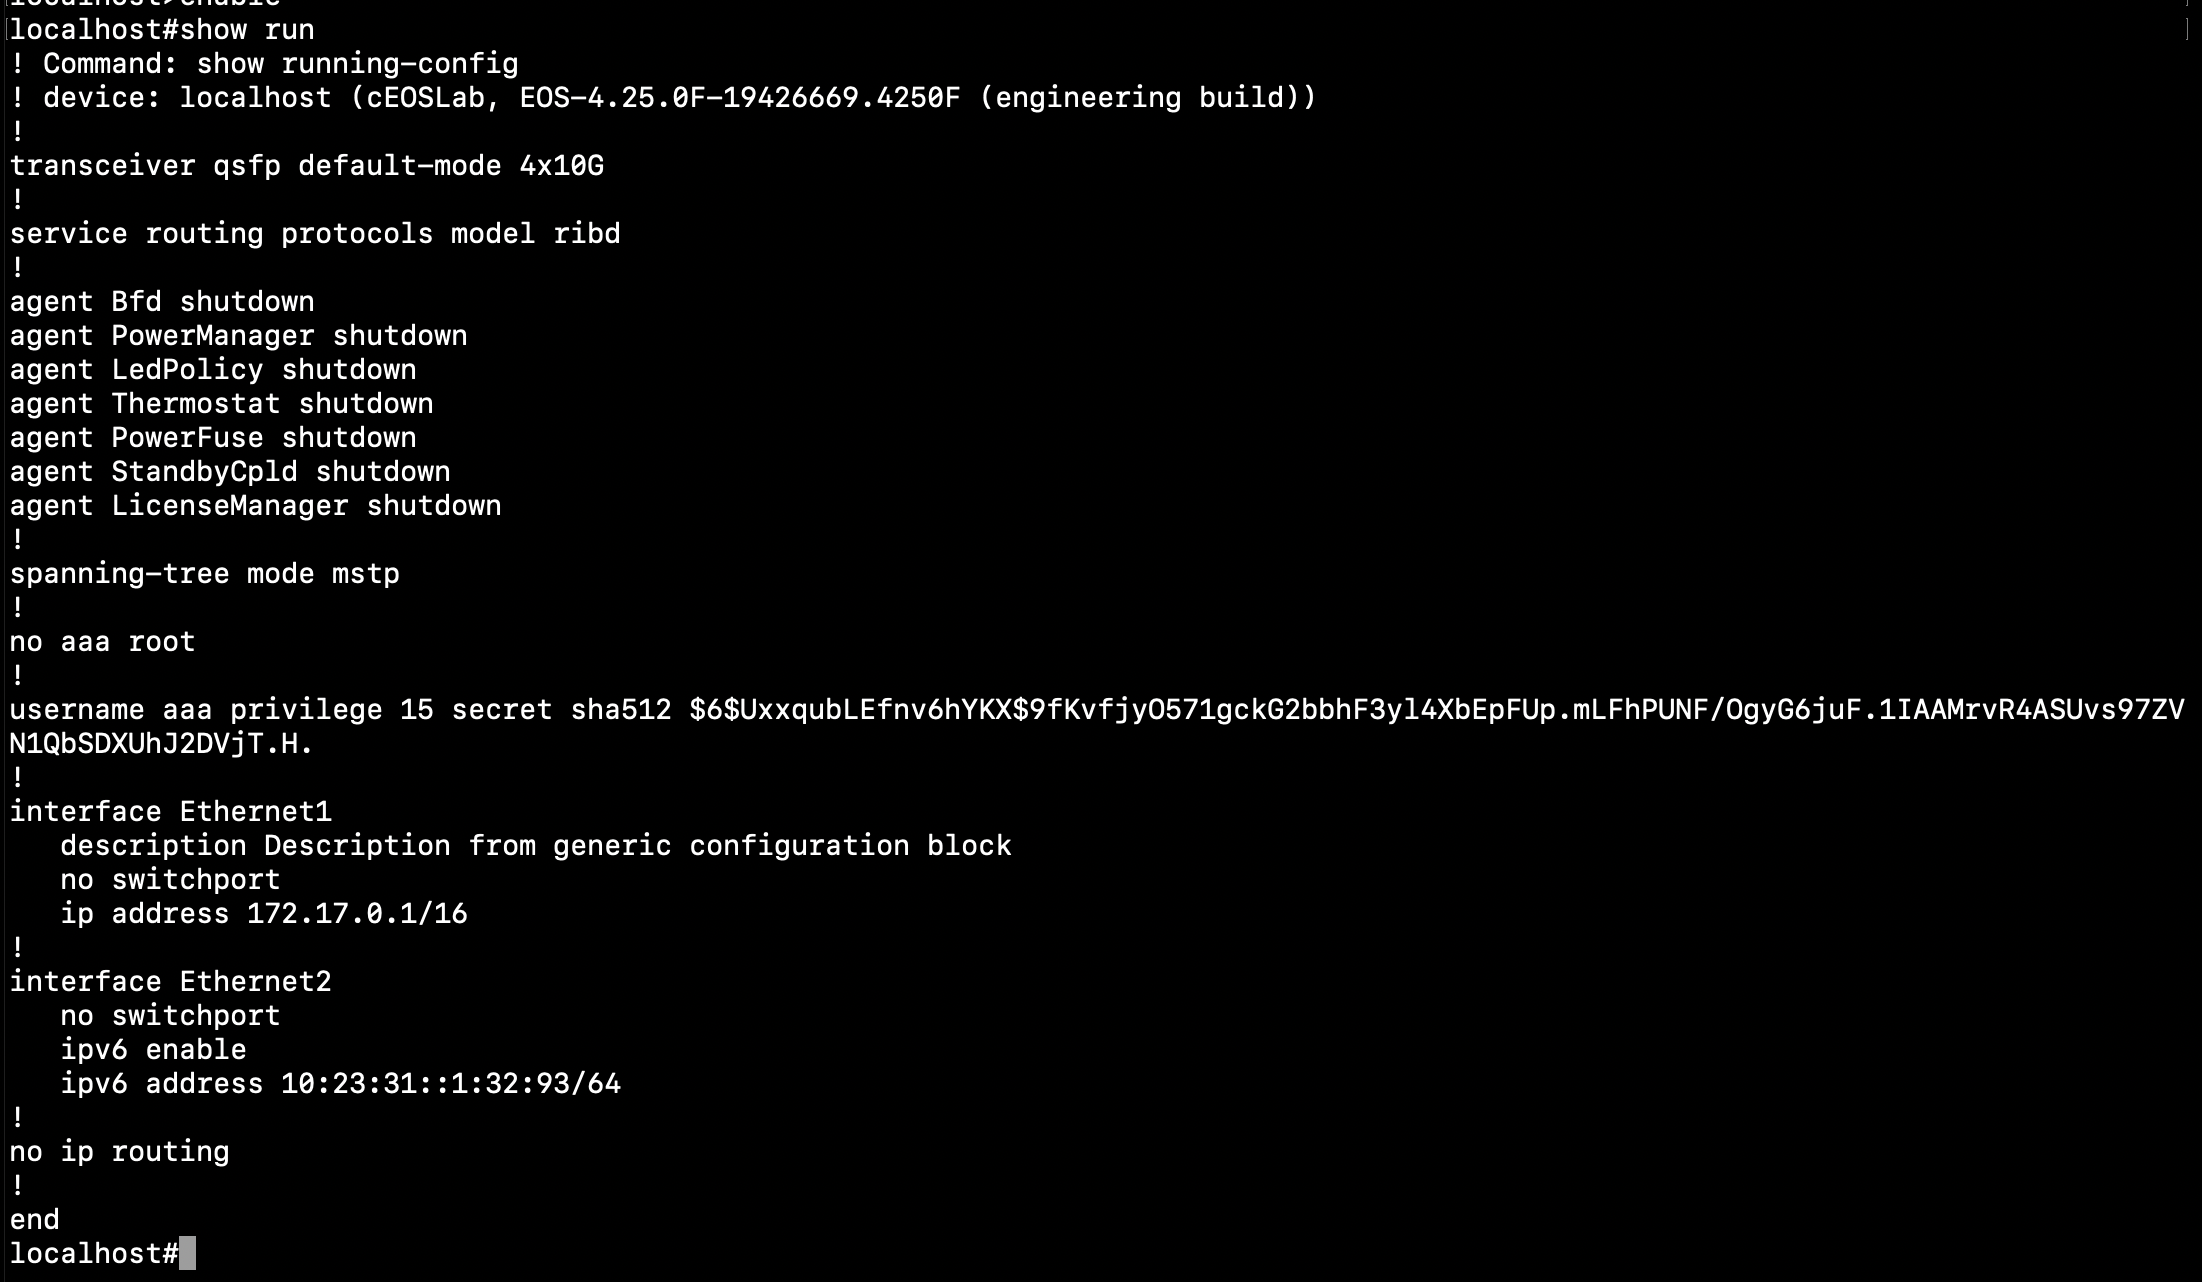 localhost>enable
localhost#show run
! Command: show running-config
! device: localhost (cEOSLab, EOS-4.25.0F-19426669.4250F (engineering build))
!
transceiver qsfp default-mode 4x10G
!
service routing protocols model ribd
!
agent Bfd shutdown
agent PowerManager shutdown
agent LedPolicy shutdown
agent Thermostat shutdown
agent PowerFuse shutdown
agent StandbyCpld shutdown
agent LicenseManager shutdown
!
spanning-tree mode mstp
!
no aaa root
!
username aaa privilege 15 secret sha512 $6$UxxqubLEfnv6hYKX$9fKvfjyO571gckG2bbhF3yl4XbEpFUp.mLFhPUNF/OgyG6juF.1IAAMrvR4ASUvs97ZV
N1QbSDXUhJ2DVjT.H.
!
interface Ethernet1
   description Description from generic configuration block
   no switchport
   ip address 172.17.0.1/16
!
interface Ethernet2
   no switchport
   ipv6 enable
   ipv6 address 10:23:31::1:32:93/64
!
no ip routing
!
end
localhost#